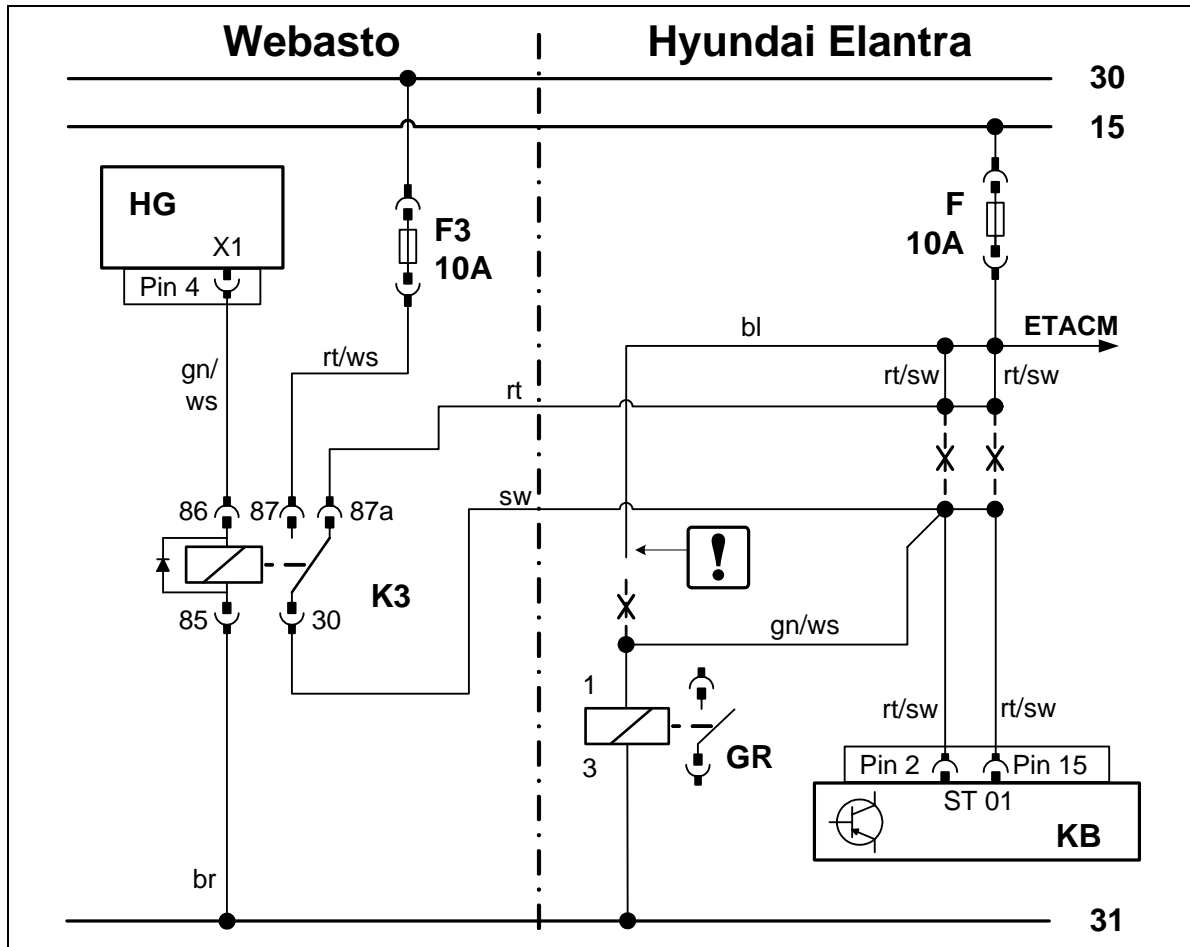 Webasto
Hyundai Elantra
30
15
HG
X1
Pin 4
F3
10A
F
10A
bl
ETACM
rt/ws
gn/
ws
rt/sw
rt/sw
rt
86
87
87a
sw
!
K3
85
30
gn/ws
1
3
GR
rt/sw
rt/sw
Pin 2
Pin 15
ST 01
KB
br
31